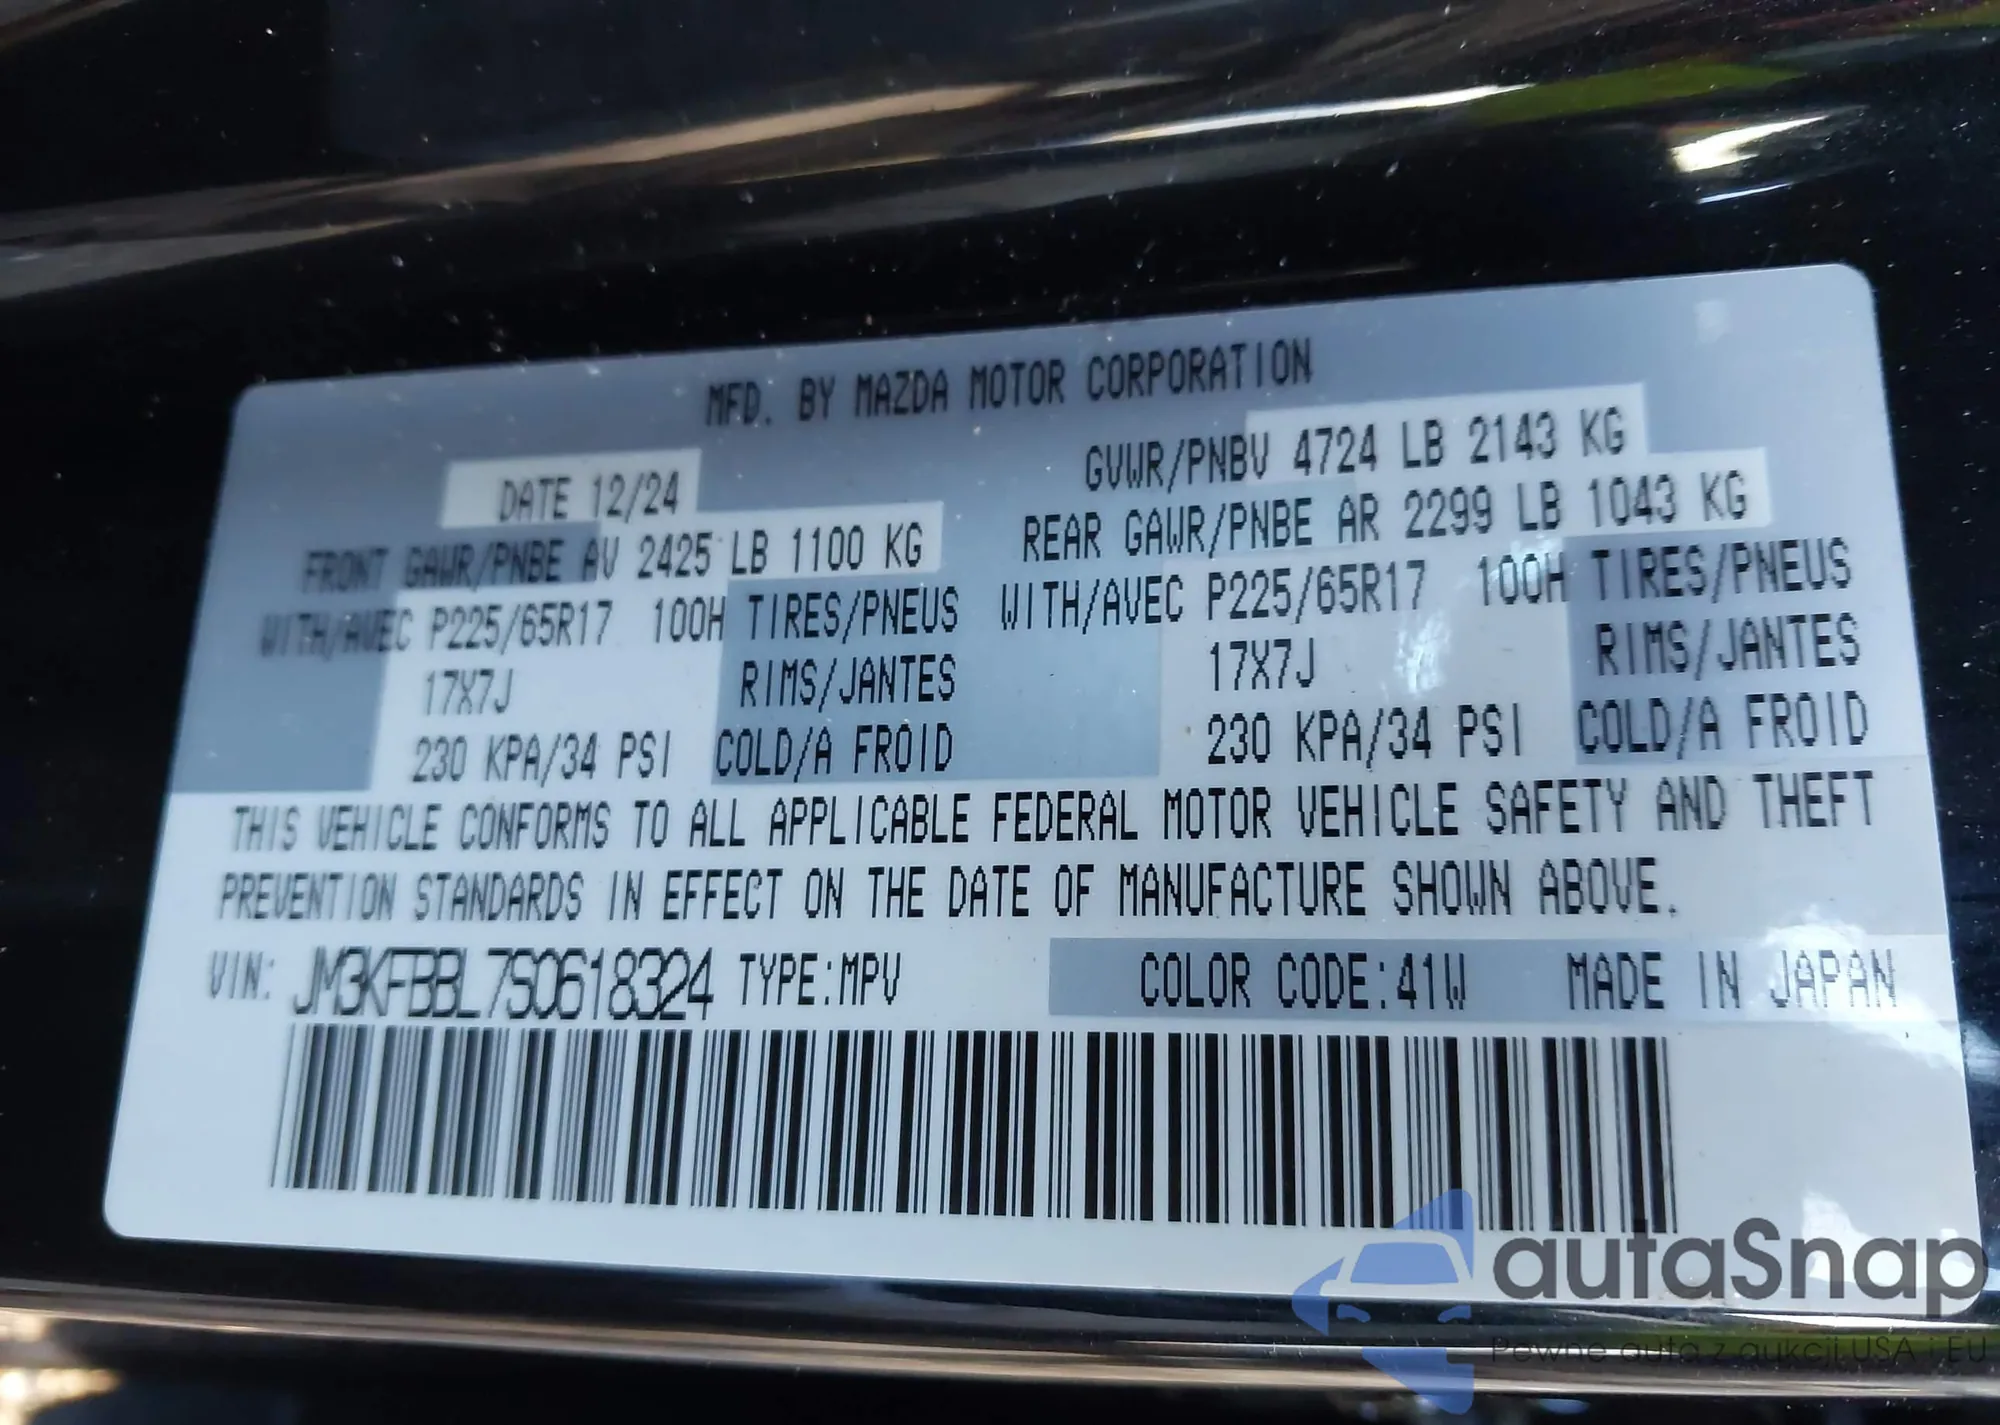 MFD. BY MAZDA MOTOR CORPORATION
DATE 12/24 GVWR/PNBV 4724 LB 2143 KG
FRONT GAWR/PNBE AV 2425 LB 1100 KG REAR GAWR/PNBE AR 2299 LB 1043 KG
WITH/AVEC P225/65R17 100H TIRES/PNEUS WITH/AVEC P225/65R17 100H TIRES/PNEUS
17X7J RIMS/JANTES 17X7J RIMS/JANTES
230 KPA/34 PSI COLD/A FROID 230 KPA/34 PSI COLD/A FROID
THIS VEHICLE CONFORMS TO ALL APPLICABLE FEDERAL MOTOR VEHICLE SAFETY AND THEFT
PREVENTION STANDARDS IN EFFECT ON THE DATE OF MANUFACTURE SHOWN ABOVE.
VIN: JM3KFBBL7S0618324 TYPE:MPV COLOR CODE:41W MADE IN JAPAN
autaSnap
Pewne auta z aukcji USA i EU